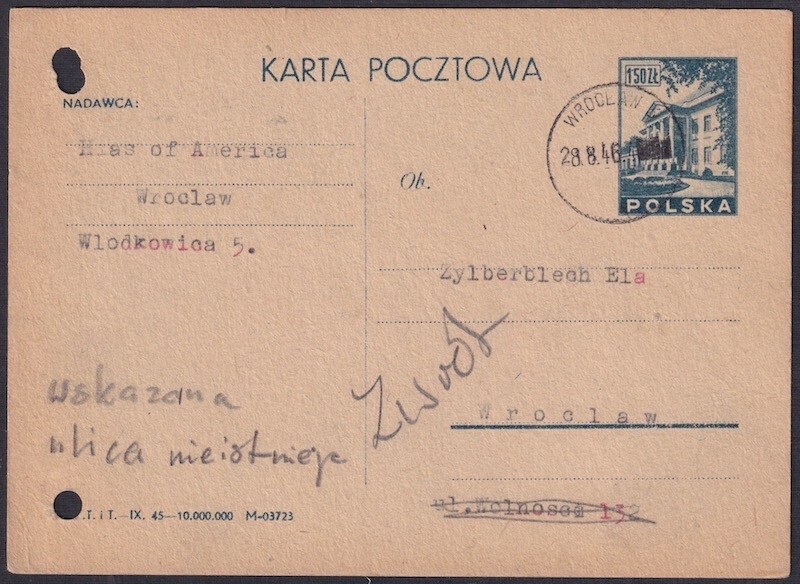 KARTA POCZTOWA
1·50 ZŁ
WROCŁAW
28.8.46
POLSKA
NADAWCA:
Hias of America
Wroclaw
Wlodkowica 5.
Ob.
Zylberblech Ela
Wroclaw
ul.Wolnosci 132
Zwrot
wskazana
ulica nieistnieje
.T. i T. — IX. 45—10.000.000 M-03723